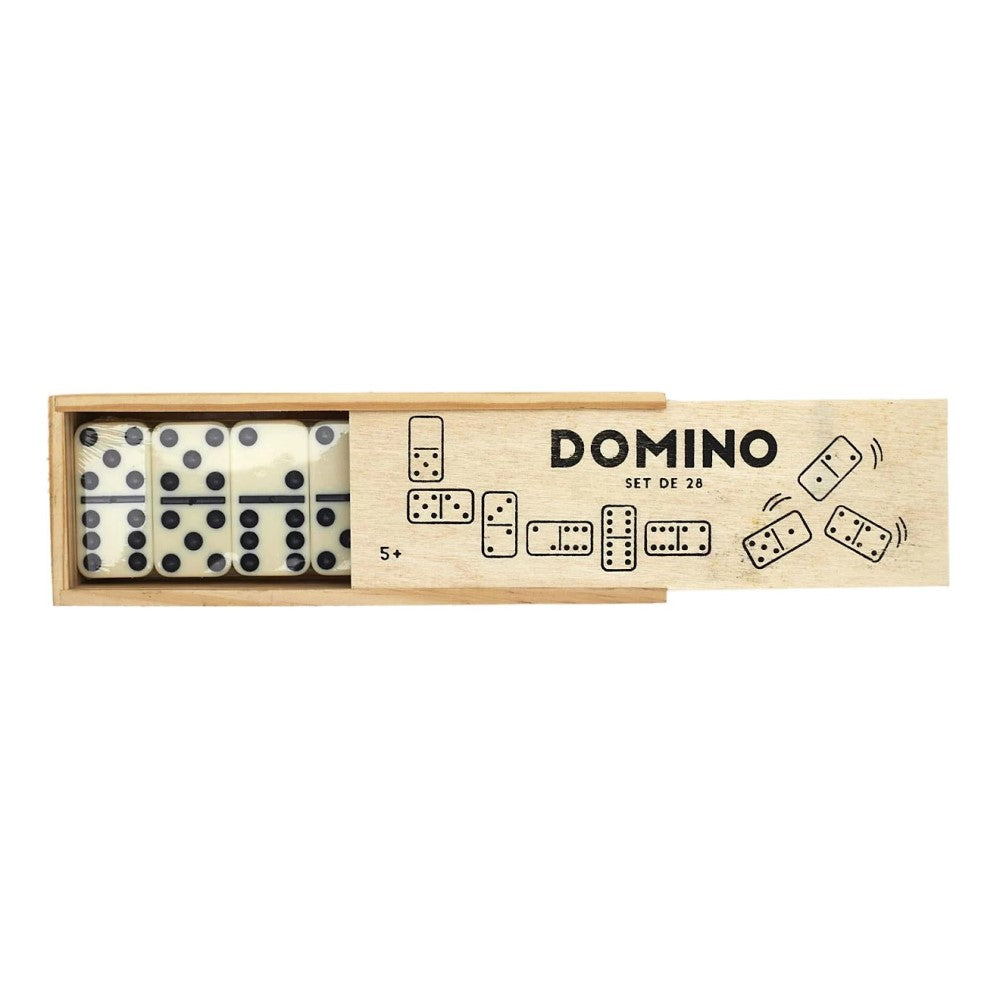 DOMINO
SET DE 28
5+